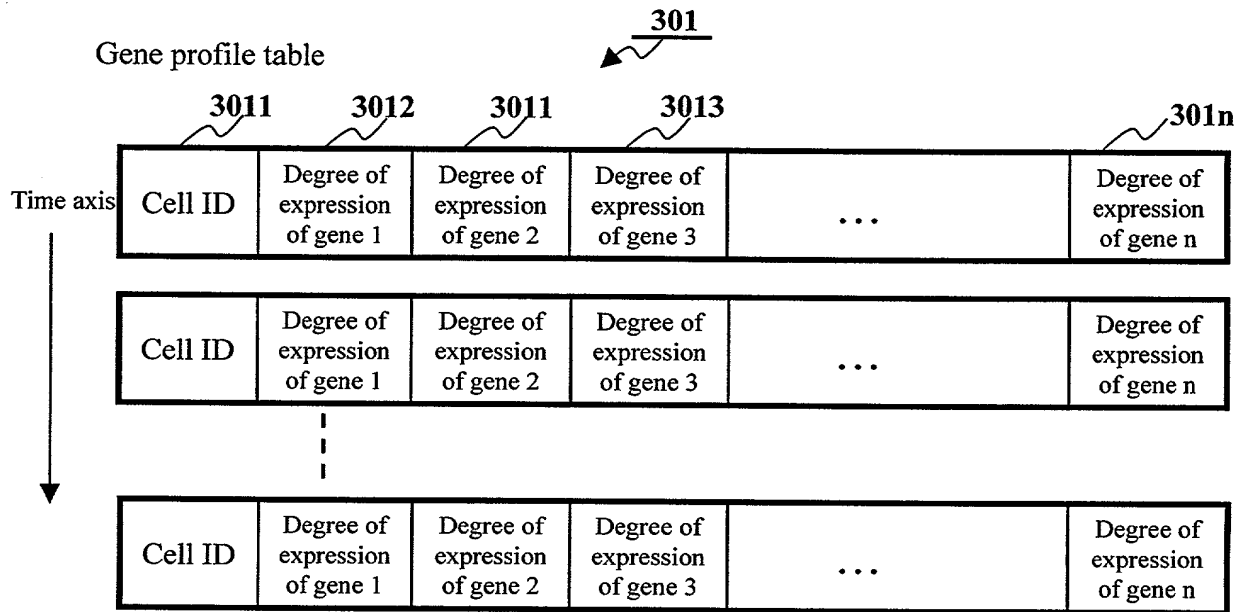 301
Gene profile table
3011 3012 3011 3013 301n
Time axis
Cell ID
Degree of
expression
of gene 1
Degree of
expression
of gene 2
Degree of
expression
of gene 3
...
Degree of
expression
of gene n
Cell ID
Degree of
expression
of gene 1
Degree of
expression
of gene 2
Degree of
expression
of gene 3
...
Degree of
expression
of gene n
Cell ID
Degree of
expression
of gene 1
Degree of
expression
of gene 2
Degree of
expression
of gene 3
...
Degree of
expression
of gene n